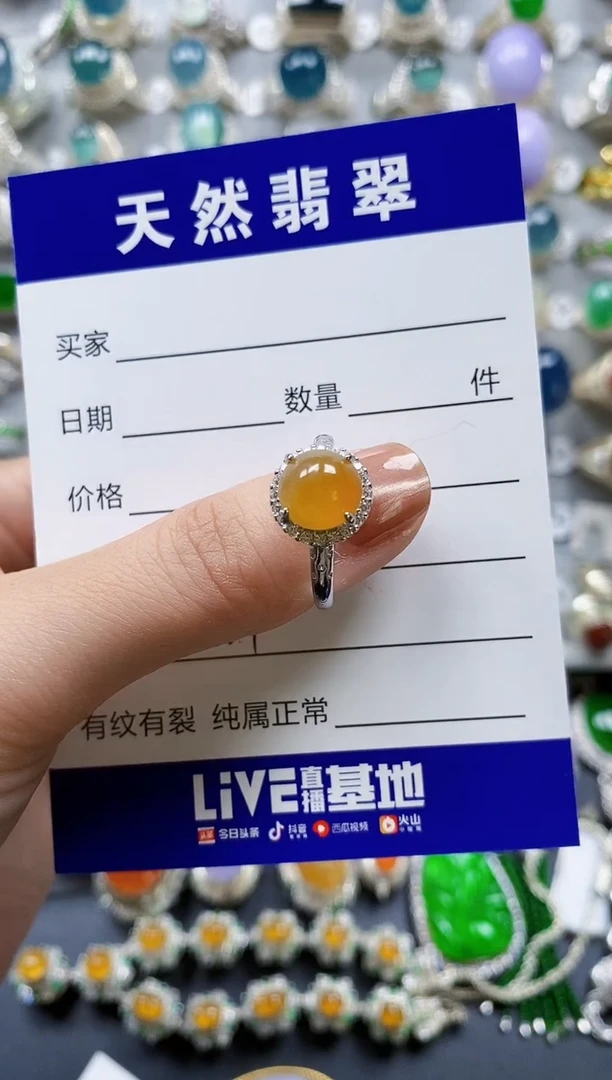 天然翡翠
买家
日期 数量 件
价格
有纹有裂 纯属正常
LiVE直播基地
头条 今日头条 抖音 西瓜视频 火山